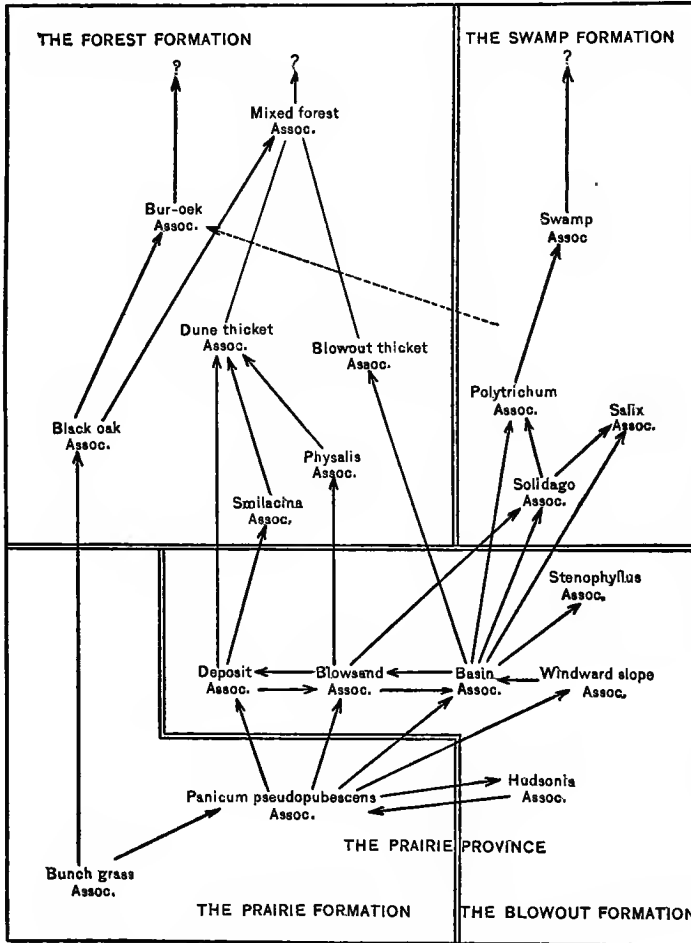 THE FOREST FORMATION
THE SWAMP FORMATION
?
?
?
Mixed forest
Assoc.
Bur-oek
Assoc.
Swamp
Assoc
Dune thicket
Assoc.
Blowout thicket
Assoc.
Polytrichum
Assoc.
Salix
Assoc.
Black oak
Assoc.
Physalis
Assoc.
Solidago
Assoc.
Smilacina
Assoc.
Stenophyllus
Assoc.
Deposit
Assoc.
Blowsand
Assoc.
Basin
Assoc.
Windward slope
Assoc.
Panicum pseudopubescens
Assoc.
Hudsonia
Assoc.
THE PRAIRIE PROVINCE
Bunch grass
Assoc.
THE PRAIRIE FORMATION
THE BLOWOUT FORMATION